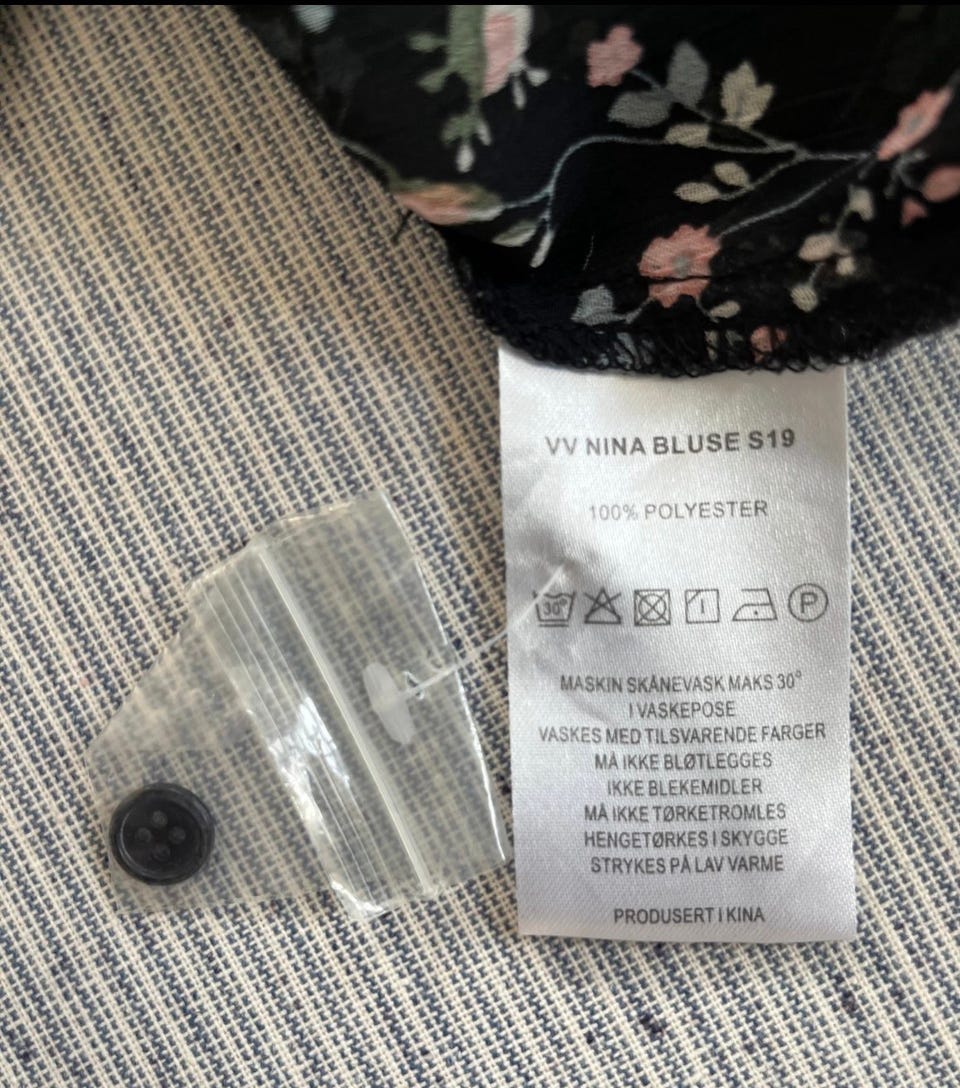 VV NINA BLUSE S19
100% POLYESTER
30° P
MASKIN SKÅNEVASK MAKS 30°
I VASKEPOSE
VASKES MED TILSVARENDE FARGER
MÅ IKKE BLØTLEGGES
IKKE BLEKEMIDLER
MÅ IKKE TØRKETROMLES
HENGETØRKES I SKYGGE
STRYKES PÅ LAV VARME
PRODUSERT I KINA